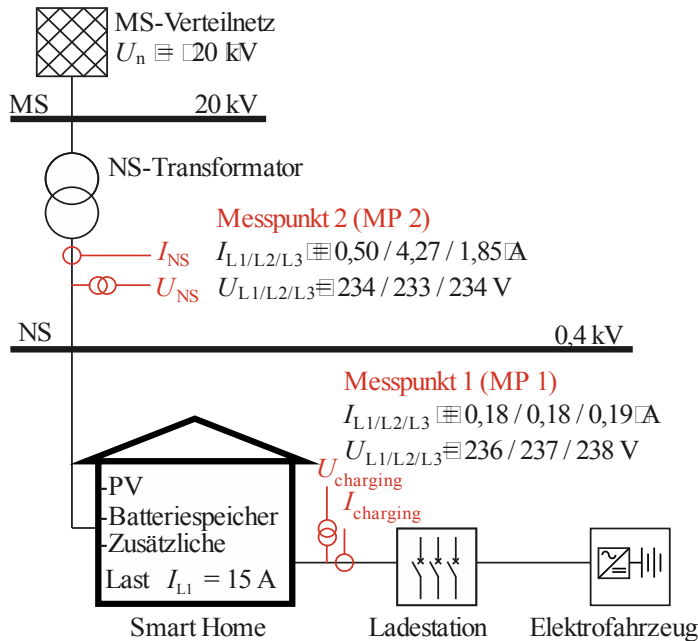 MS-Verteilnetz
Un = 20 kV
MS 20 kV
NS-Transformator
Messpunkt 2 (MP 2)
INS IL1/L2/L3 = 0,50 / 4,27 / 1,85 A
UNS UL1/L2/L3 = 234 / 233 / 234 V
NS 0,4 kV
Messpunkt 1 (MP 1)
IL1/L2/L3 = 0,18 / 0,18 / 0,19 A
UL1/L2/L3 = 236 / 237 / 238 V
Ucharging
Icharging
-PV
-Batteriespeicher
-Zusätzliche
Last IL1 = 15 A
Smart Home Ladestation Elektrofahrzeug